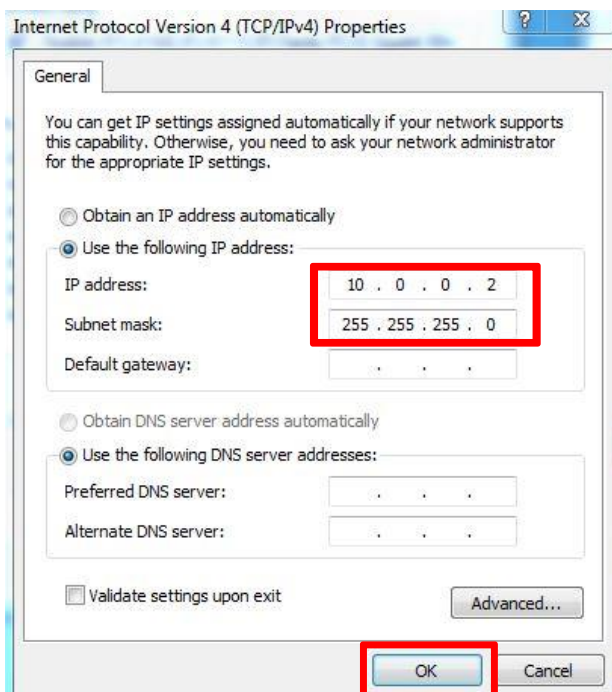 Internet Protocol Version 4 (TCP/IPv4) Properties
?
General
You can get IP settings assigned automatically if your network supports
this capability. Otherwise, you need to ask your network administrator
for the appropriate IP settings.
Obtain an IP address automatically
Use the following IP address:
IP address: 10 . 0 . 0 . 2
Subnet mask: 255 . 255 . 255 . 0
Default gateway: . . .
Obtain DNS server address automatically
Use the following DNS server addresses:
Preferred DNS server: . . .
Alternate DNS server: . . .
Validate settings upon exit
Advanced...
OK Cancel